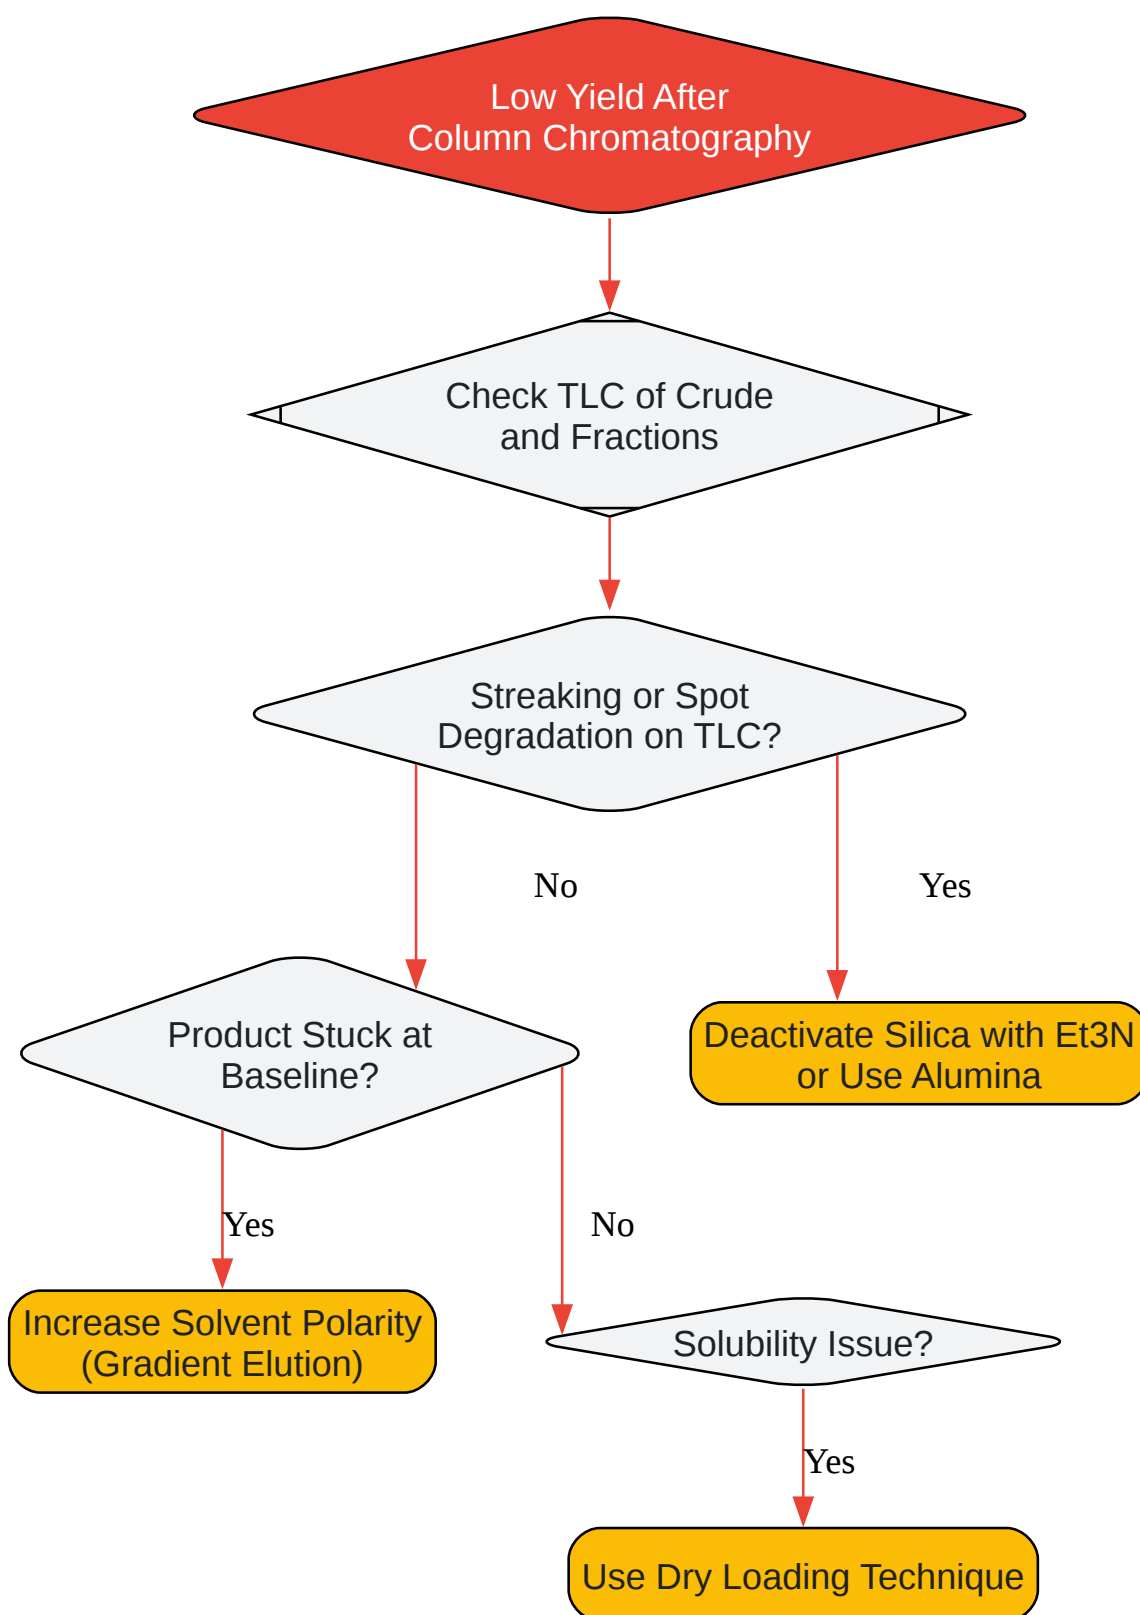 Low Yield After
Column Chromatography
Check TLC of Crude
and Fractions
Streaking or Spot
Degradation on TLC?
No
Yes
Product Stuck at
Baseline?
Deactivate Silica with Et3N
or Use Alumina
Yes
No
Increase Solvent Polarity
(Gradient Elution)
Solubility Issue?
Yes
Use Dry Loading Technique